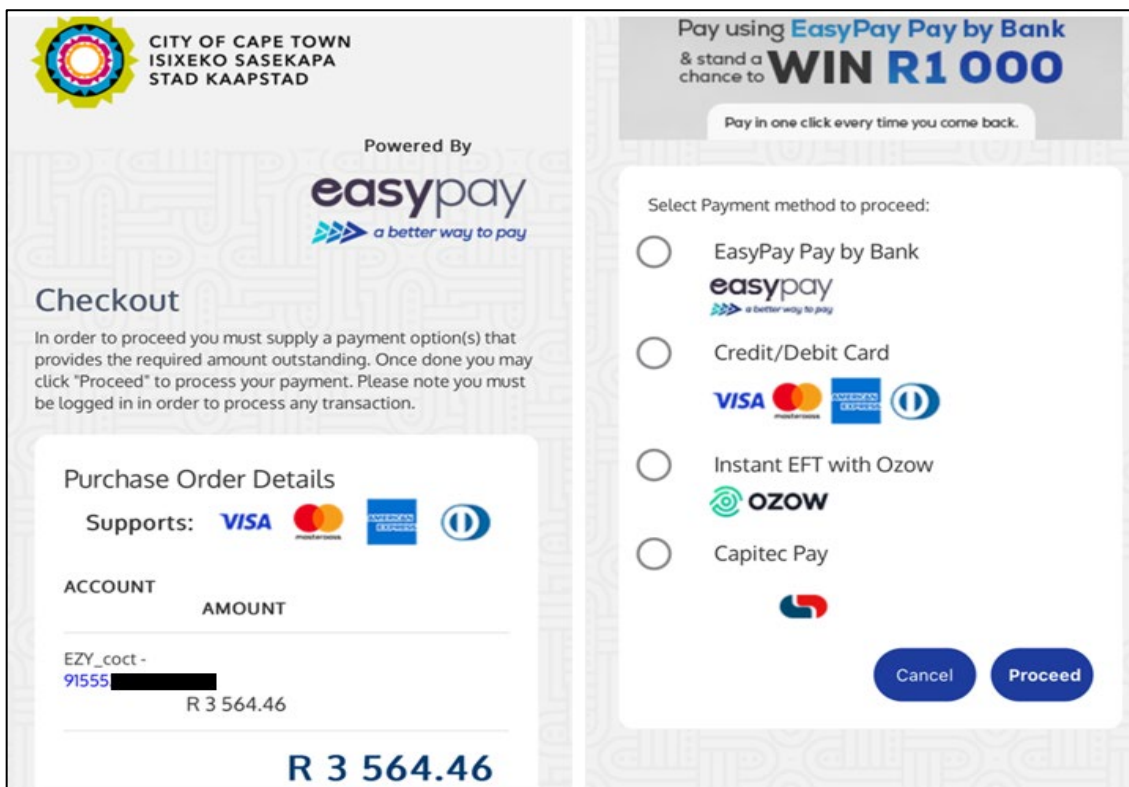 CITY OF CAPE TOWN
ISIXEKO SASEKAPA
STAD KAAPSTAD
Powered By
easypay
a better way to pay
Checkout
In order to proceed you must supply a payment option(s) that
provides the required amount outstanding. Once done you may
click "Proceed" to process your payment. Please note you must
be logged in in order to process any transaction.
Purchase Order Details
Supports: VISA mastercard AMERICAN EXPRESS
ACCOUNT
AMOUNT
EZY_coct -
91555
R 3 564.46
R 3 564.46
Pay using EasyPay Pay by Bank
& stand a chance to WIN R1 000
Pay in one click every time you come back.
Select Payment method to proceed:
EasyPay Pay by Bank
easypay
a better way to pay
Credit/Debit Card
VISA mastercard AMERICAN EXPRESS
Instant EFT with Ozow
OZOW
Capitec Pay
Cancel Proceed